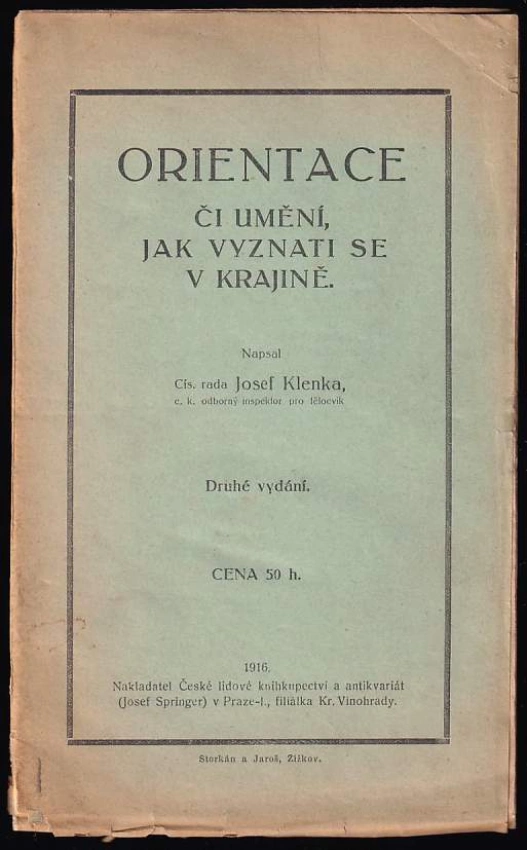 ORIENTACE
ČI UMĚNÍ,
JAK VYZNATI SE
V KRAJINĚ.
Napsal
Cis. rada Josef Klenka,
c. k. odborný inspektor pro tělocvik
Druhé vydání.
CENA 50 h.
1916.
Nakladatel České lidové knihkupectví a antikvariát
(Josef Springer) v Praze-I., filiálka Kr. Vinohrady.
Storkán a Jaroš, Žižkov.